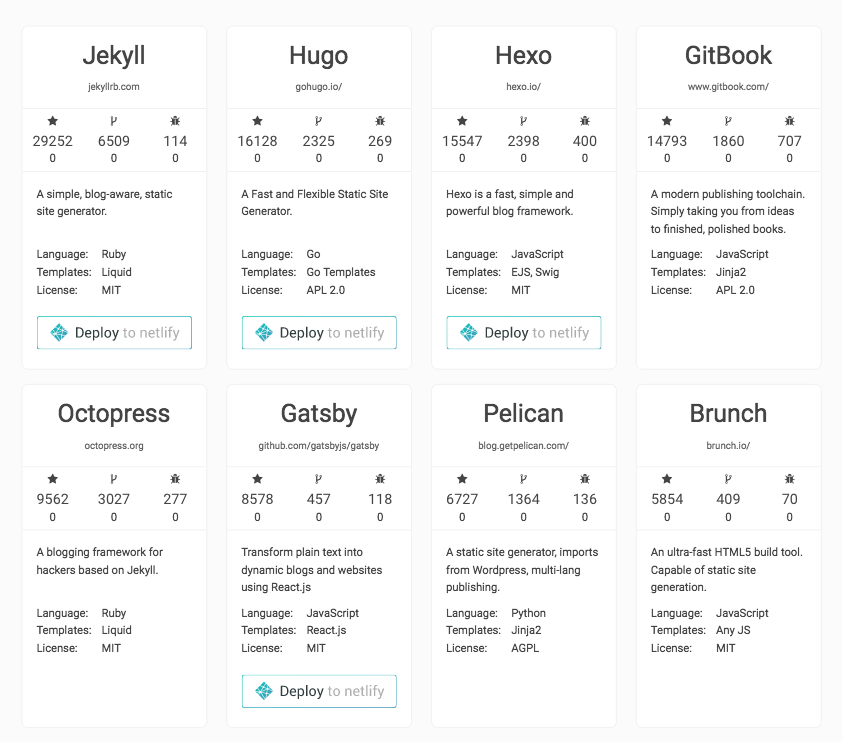 Jekyll
jekyllrb.com
29252 6509 114
0 0 0
A simple, blog-aware, static
site generator.
Language: Ruby
Templates: Liquid
License: MIT
Deploy to netlify
Hugo
gohugo.io/
16128 2325 269
0 0 0
A Fast and Flexible Static Site
Generator.
Language: Go
Templates: Go Templates
License: APL 2.0
Deploy to netlify
Hexo
hexo.io/
15547 2398 400
0 0 0
Hexo is a fast, simple and
powerful blog framework.
Language: JavaScript
Templates: EJS, Swig
License: MIT
Deploy to netlify
GitBook
www.gitbook.com/
14793 1860 707
0 0 0
A modern publishing toolchain.
Simply taking you from ideas
to finished, polished books.
Language: JavaScript
Templates: Jinja2
License: APL 2.0
Octopress
octopress.org
9562 3027 277
0 0 0
A blogging framework for
hackers based on Jekyll.
Language: Ruby
Templates: Liquid
License: MIT
Gatsby
github.com/gatsbyjs/gatsby
8578 457 118
0 0 0
Transform plain text into
dynamic blogs and websites
using React.js
Language: JavaScript
Templates: React.js
License: MIT
Deploy to netlify
Pelican
blog.getpelican.com/
6727 1364 136
0 0 0
A static site generator, imports
from Wordpress, multi-lang
publishing.
Language: Python
Templates: Jinja2
License: AGPL
Brunch
brunch.io/
5854 409 70
0 0 0
An ultra-fast HTML5 build tool.
Capable of static site
generation.
Language: JavaScript
Templates: Any JS
License: MIT